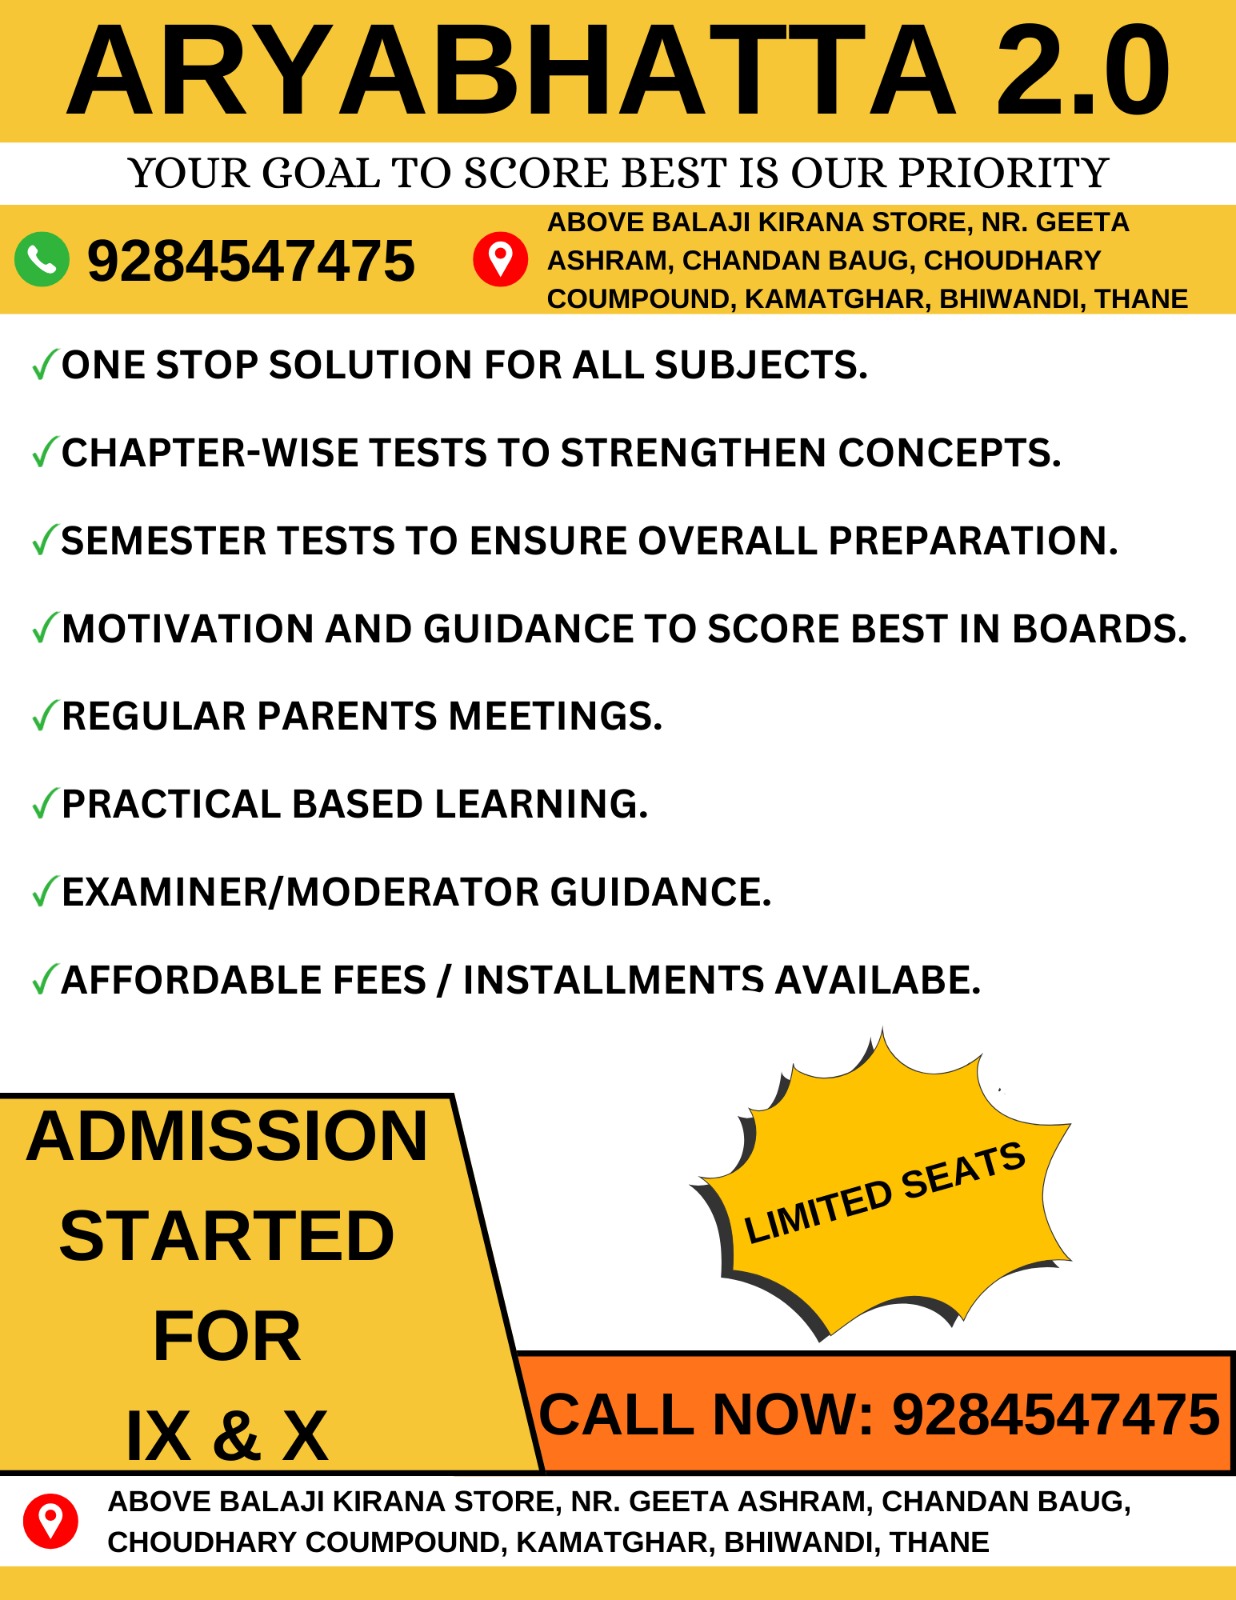 ARYABHATTA 2.0
YOUR GOAL TO SCORE BEST IS OUR PRIORITY
9284547475
ABOVE BALAJI KIRANA STORE, NR. GEETA
ASHRAM, CHANDAN BAUG, CHOUDHARY
COUMPOUND, KAMATGHAR, BHIWANDI, THANE
✓ONE STOP SOLUTION FOR ALL SUBJECTS.
✓CHAPTER-WISE TESTS TO STRENGTHEN CONCEPTS.
✓SEMESTER TESTS TO ENSURE OVERALL PREPARATION.
✓MOTIVATION AND GUIDANCE TO SCORE BEST IN BOARDS.
✓REGULAR PARENTS MEETINGS.
✓PRACTICAL BASED LEARNING.
✓EXAMINER/MODERATOR GUIDANCE.
✓AFFORDABLE FEES / INSTALLMENTS AVAILABE.
LIMITED SEATS
ADMISSION
STARTED
FOR
IX & X
CALL NOW: 9284547475
ABOVE BALAJI KIRANA STORE, NR. GEETA ASHRAM, CHANDAN BAUG,
CHOUDHARY COUMPOUND, KAMATGHAR, BHIWANDI, THANE